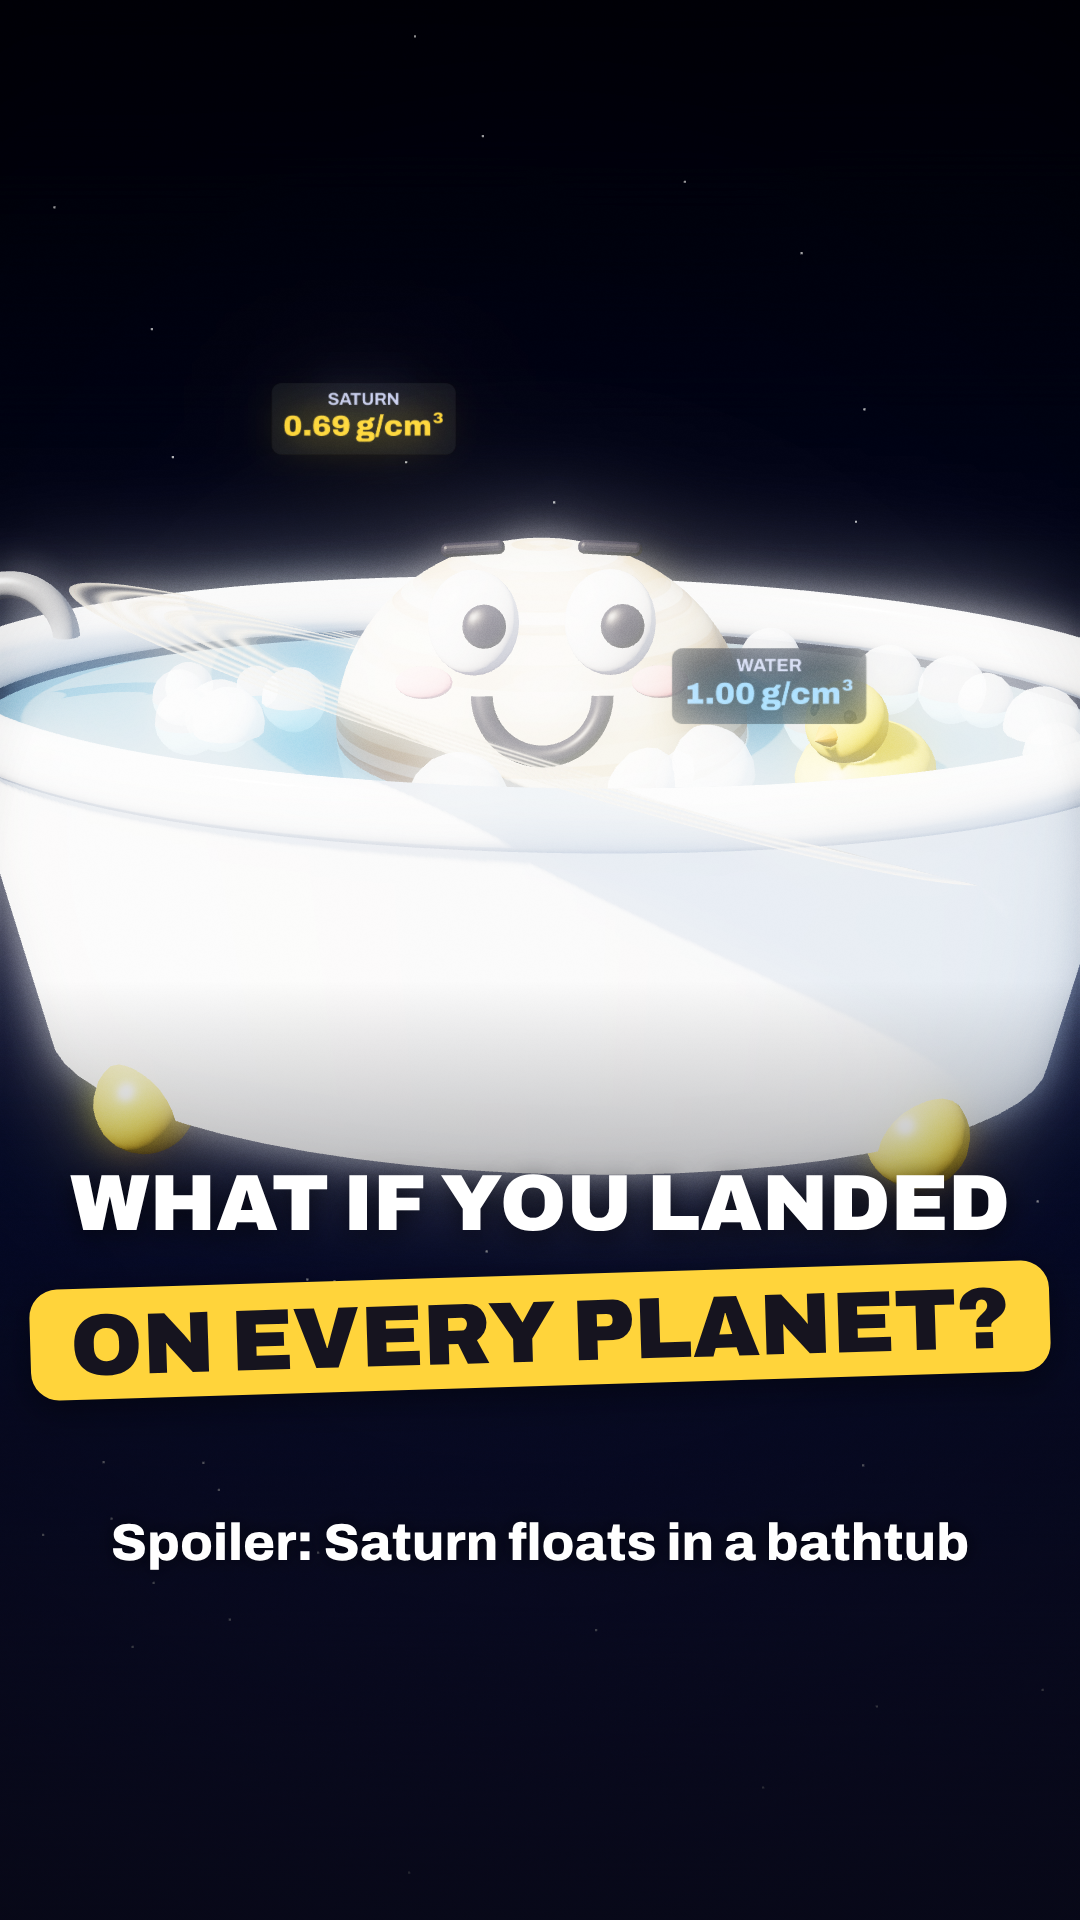 SATURN
0.69 g/cm³
WATER
1.00 g/cm³
WHAT IF YOU LANDED
ON EVERY PLANET?
Spoiler: Saturn floats in a bathtub